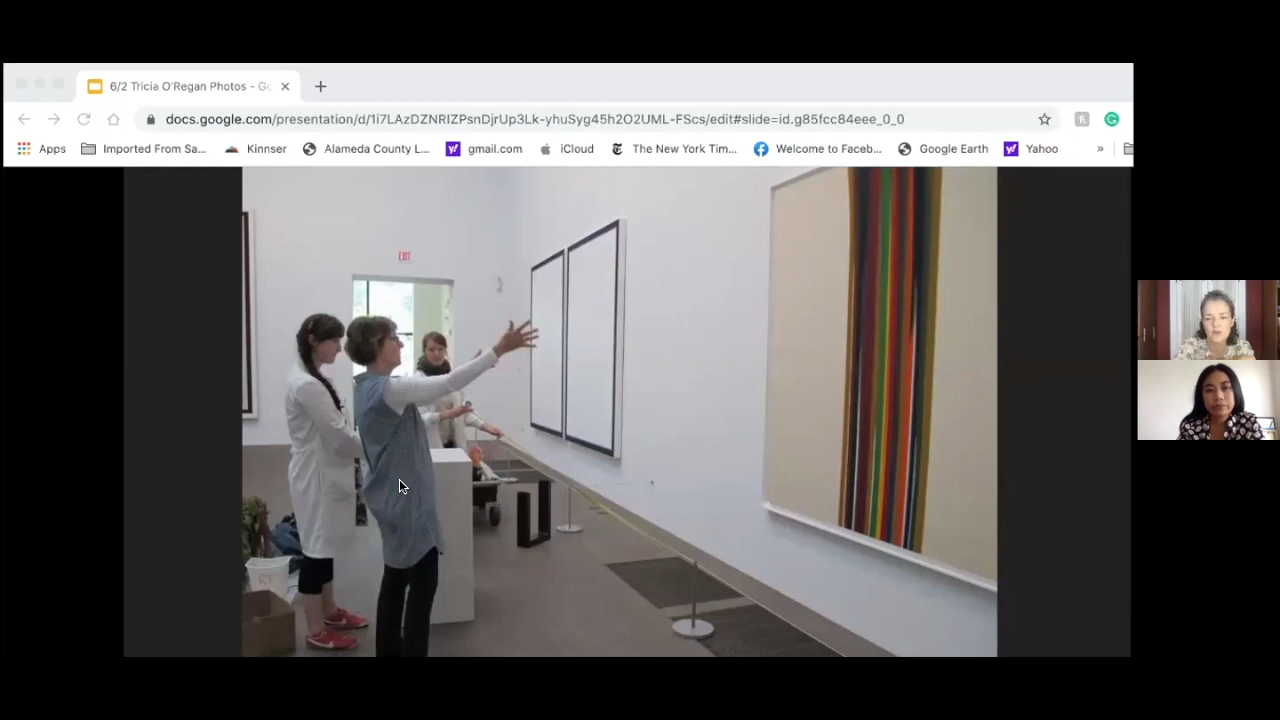 6/2 Tricia O'Regan Photos - Go
docs.google.com/presentation/d/1i7LAzDZNRIZPsnDjrUp3Lk-yhuSyg45h2O2UML-FScs/edit#slide=id.g85fcc84eee_0_0
Apps Imported From Sa... Kinnser Alameda County L... gmail.com iCloud The New York Tim... Welcome to Faceb... Google Earth Yahoo »
EXIT